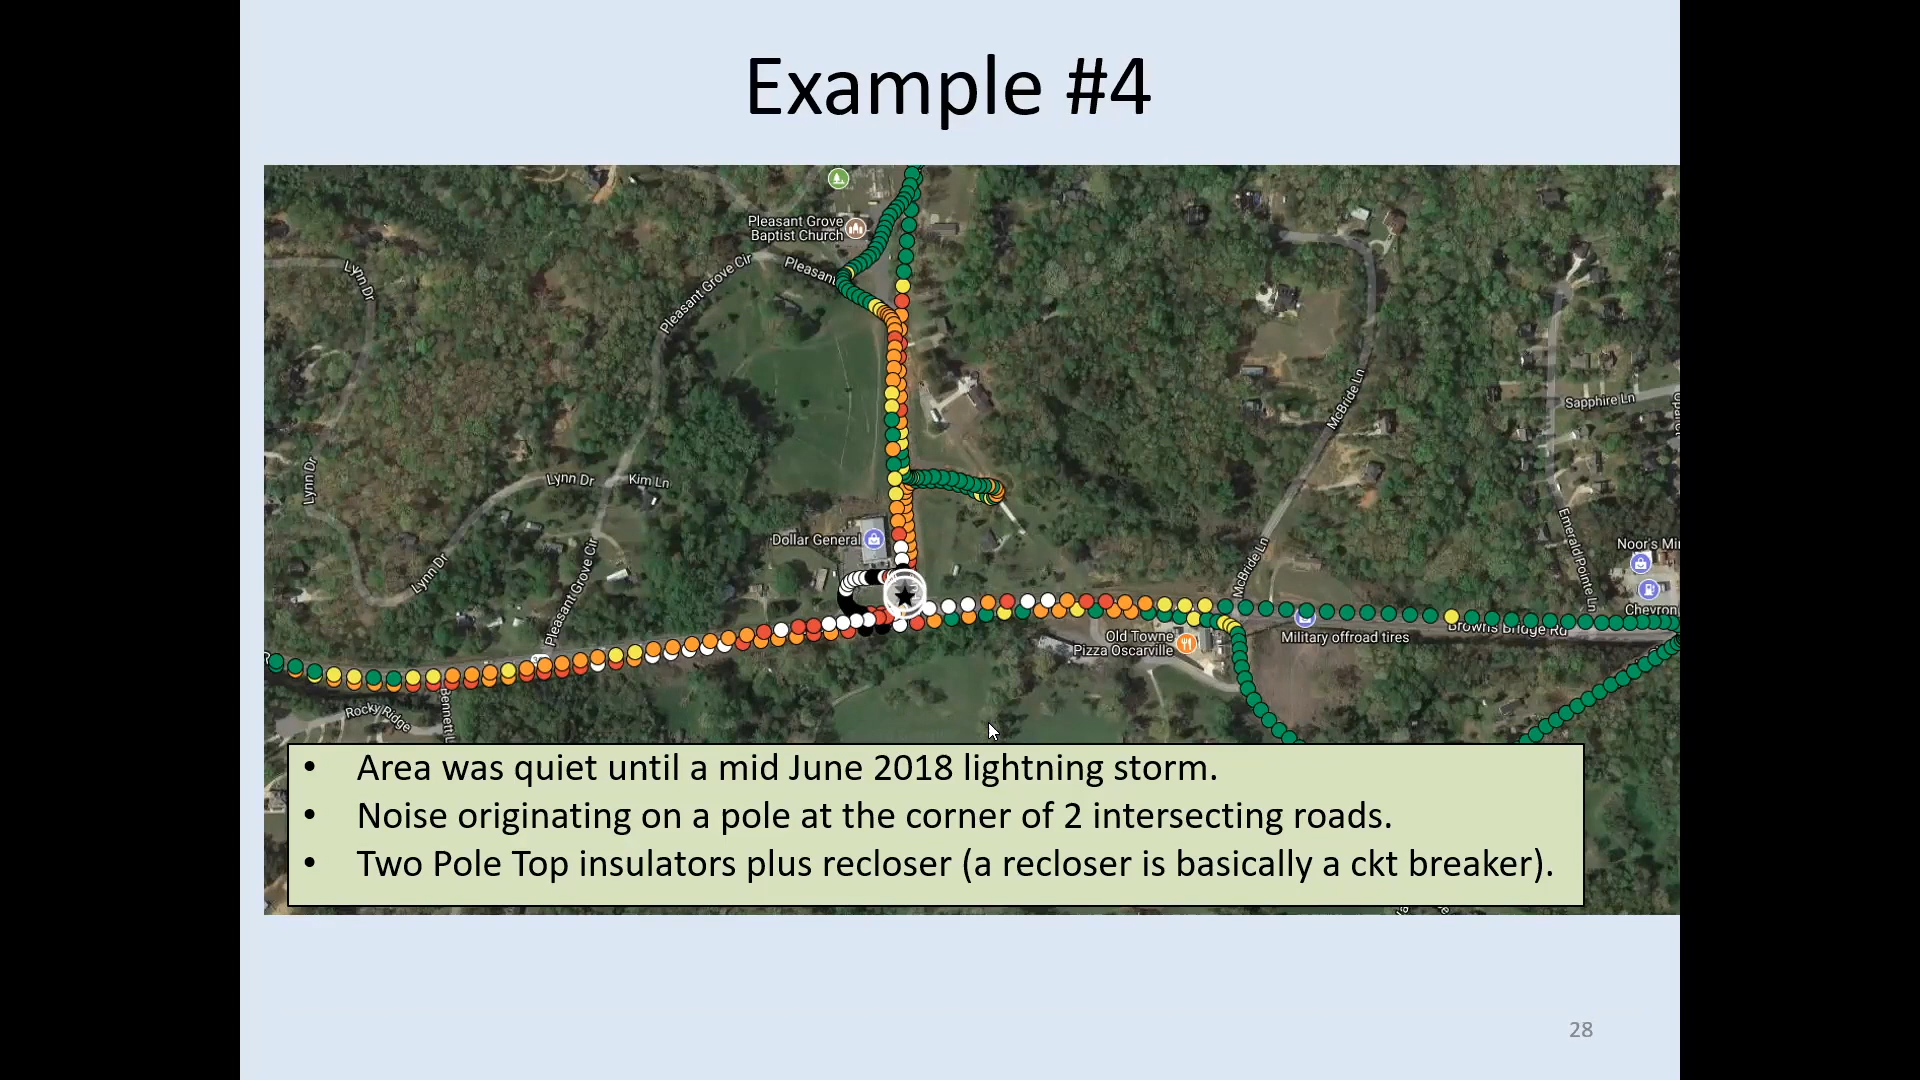 Example #4
Pleasant Grove
Baptist Church
Pleasant
Lynn Dr
Pleasant Grove Cir
McBride Ln
Sapphire Ln
Lynn Dr
Lynn Dr
Kim Ln
Dollar General
Lynn Dr
Pleasant Grove Cir
McBride Ln
Emerald Pointe Ln
Noor's Mi
Chevron
Browns Bridge Rd
Military offroad tires
Old Towne
Pizza Oscarville
Rocky Ridge
Bennett L
• Area was quiet until a mid June 2018 lightning storm.
• Noise originating on a pole at the corner of 2 intersecting roads.
• Two Pole Top insulators plus recloser (a recloser is basically a ckt breaker).
28